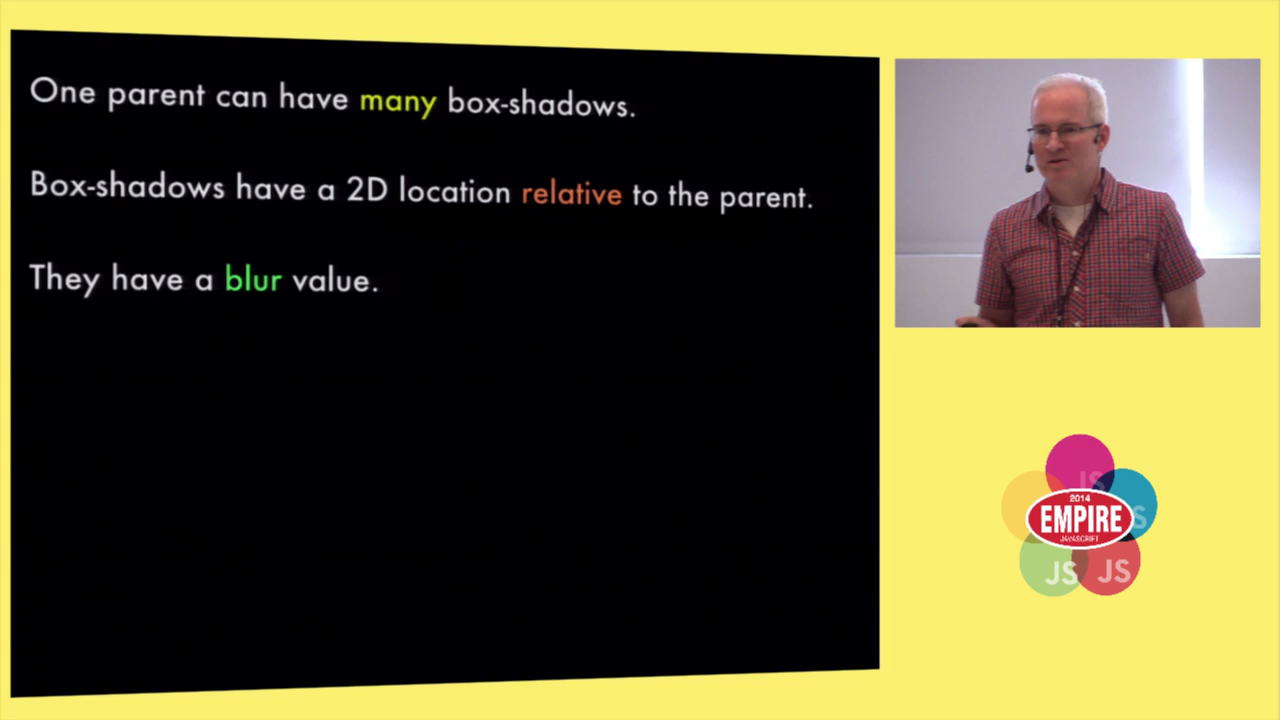 One parent can have many box-shadows.
Box-shadows have a 2D location relative to the parent.
They have a blur value.
JS
2014
EMPIRE
JAVASCRIPT
S
JS
JS